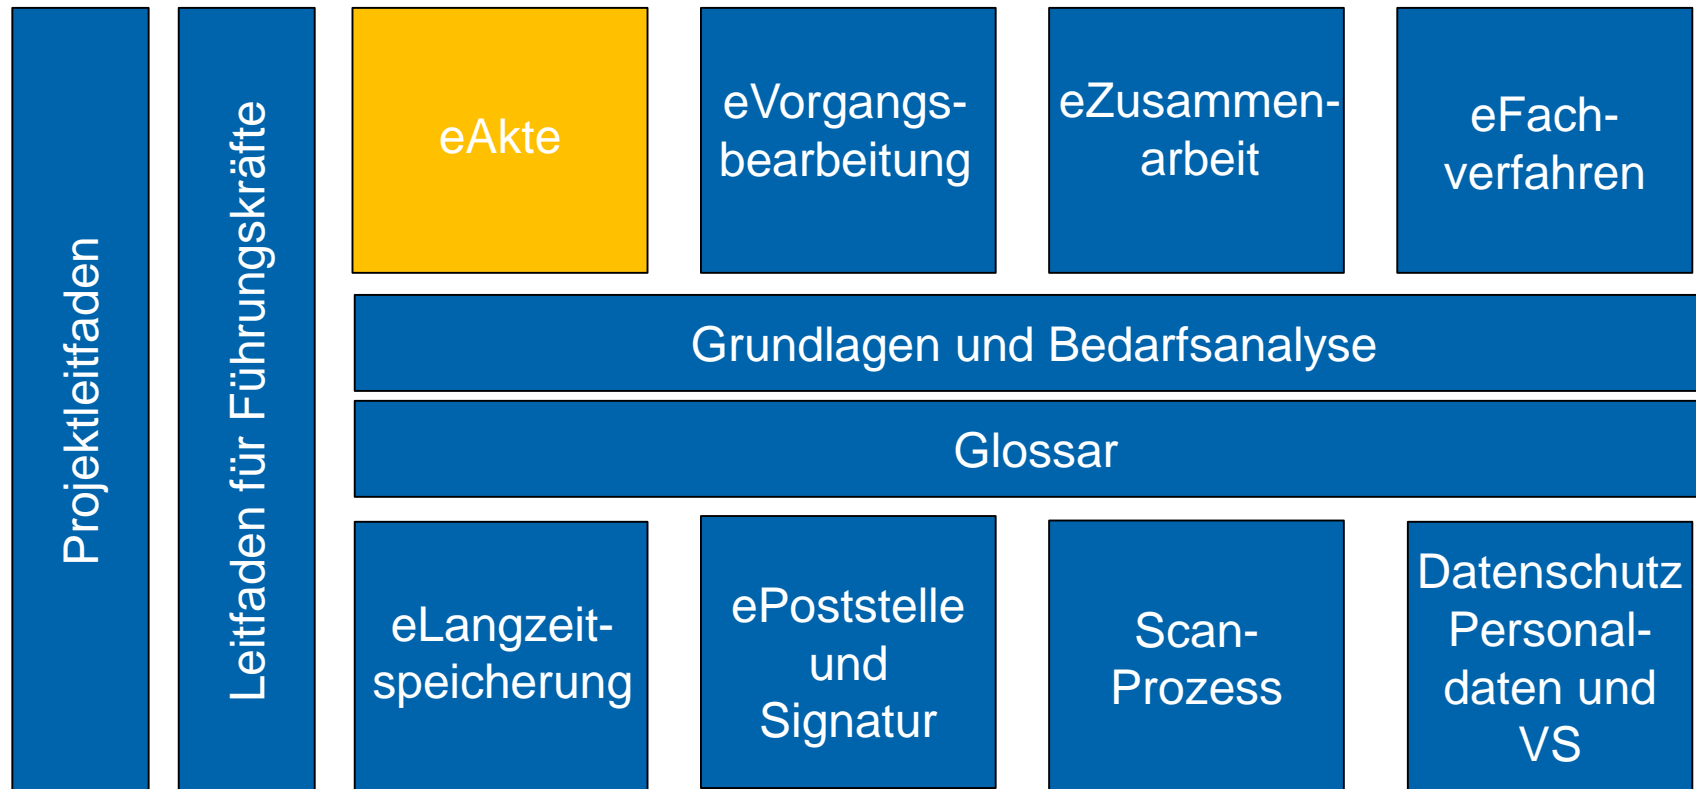 Projektleitfaden
Leitfaden für Führungskräfte
eAkte
eVorgangs-
bearbeitung
eZusammen-
arbeit
eFach-
verfahren
Grundlagen und Bedarfsanalyse
Glossar
eLangzeit-
speicherung
ePoststelle
und
Signatur
Scan-
Prozess
Datenschutz
Personal-
daten und
VS